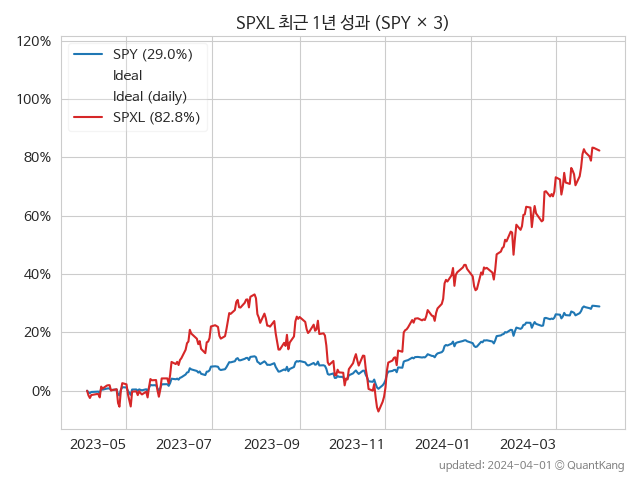 SPXL 최근 1년 성과 (SPY × 3)
120%
100%
80%
60%
40%
20%
0%
SPY (29.0%)
Ideal
Ideal (daily)
SPXL (82.8%)
2023-05
2023-07
2023-09
2023-11
2024-01
2024-03
updated: 2024-04-01 © QuantKang